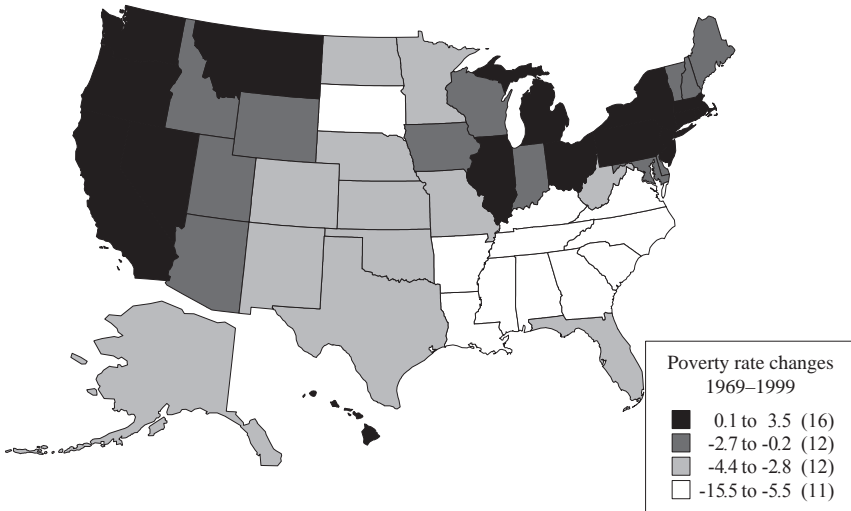 Poverty rate changes
1969–1999
0.1 to 3.5 (16)
-2.7 to -0.2 (12)
-4.4 to -2.8 (12)
-15.5 to -5.5 (11)